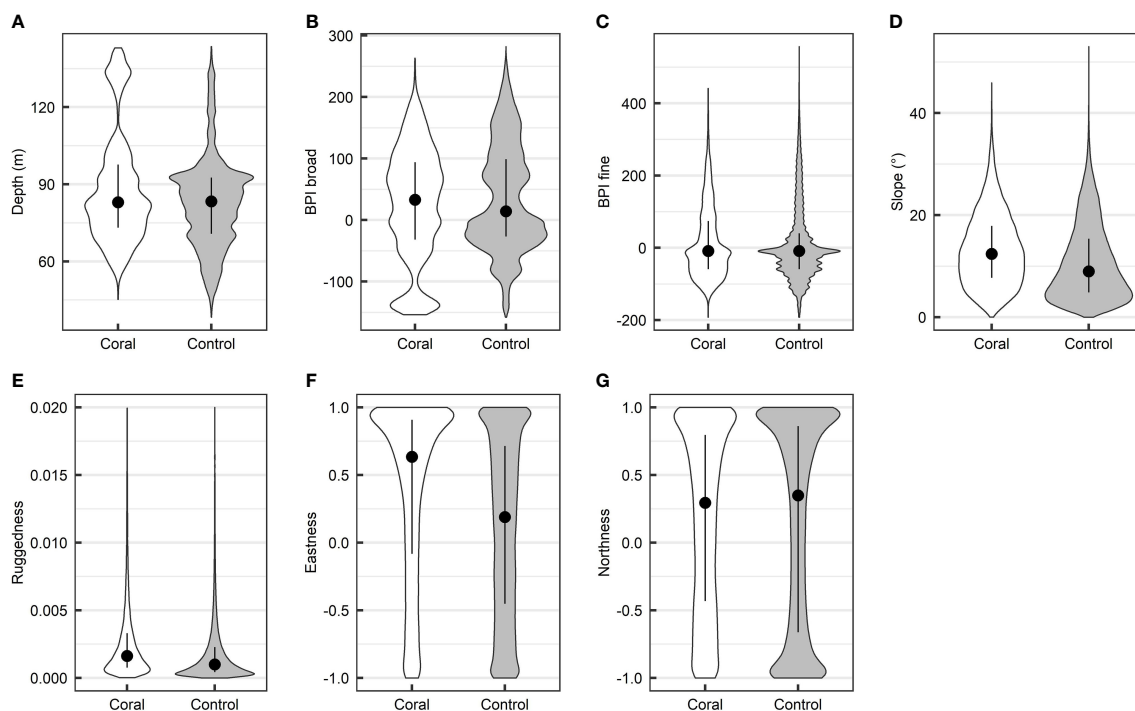 A
B
C
D
Depth (m)
120
90
60
Coral
Control
BPI broad
300
200
100
0
-100
Coral
Control
BPI fine
400
200
0
-200
Coral
Control
Slope (°)
40
20
0
Coral
Control
E
F
G
Ruggedness
0.020
0.015
0.010
0.005
0.000
Coral
Control
Eastness
1.0
0.5
0.0
-0.5
-1.0
Coral
Control
Northness
1.0
0.5
0.0
-0.5
-1.0
Coral
Control